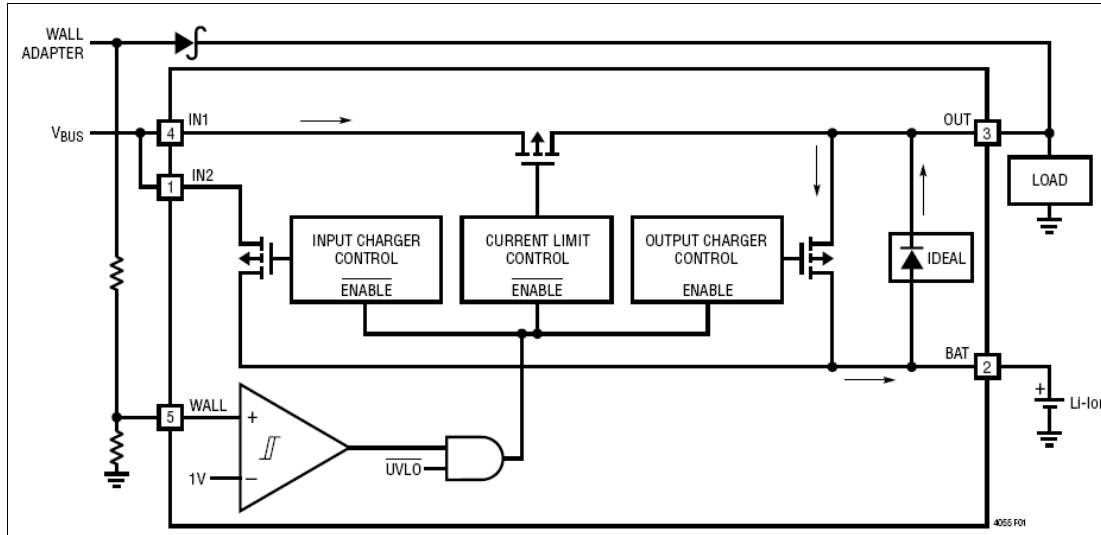 WALL
ADAPTER
VBUS
4
IN1
1
IN2
OUT
3
LOAD
INPUT CHARGER
CONTROL
ENABLE
CURRENT LIMIT
CONTROL
ENABLE
OUTPUT CHARGER
CONTROL
ENABLE
IDEAL
BAT
2
+
Li-Ion
5
WALL
+
1V
–
UVLO
4055 F01